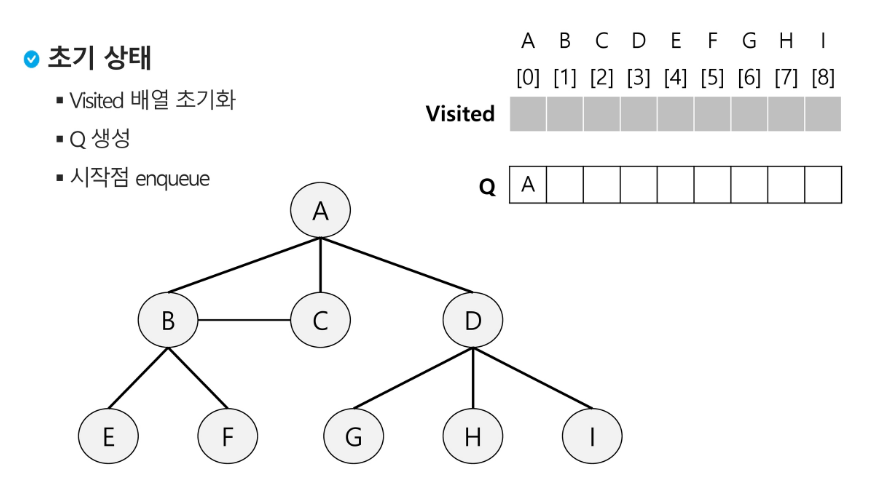 초기 상태
▪ Visited 배열 초기화
▪ Q 생성
▪ 시작점 enqueue
A B C D E F G H I
[0] [1] [2] [3] [4] [5] [6] [7] [8]
Visited
Q A
A
B C D
E F G H I